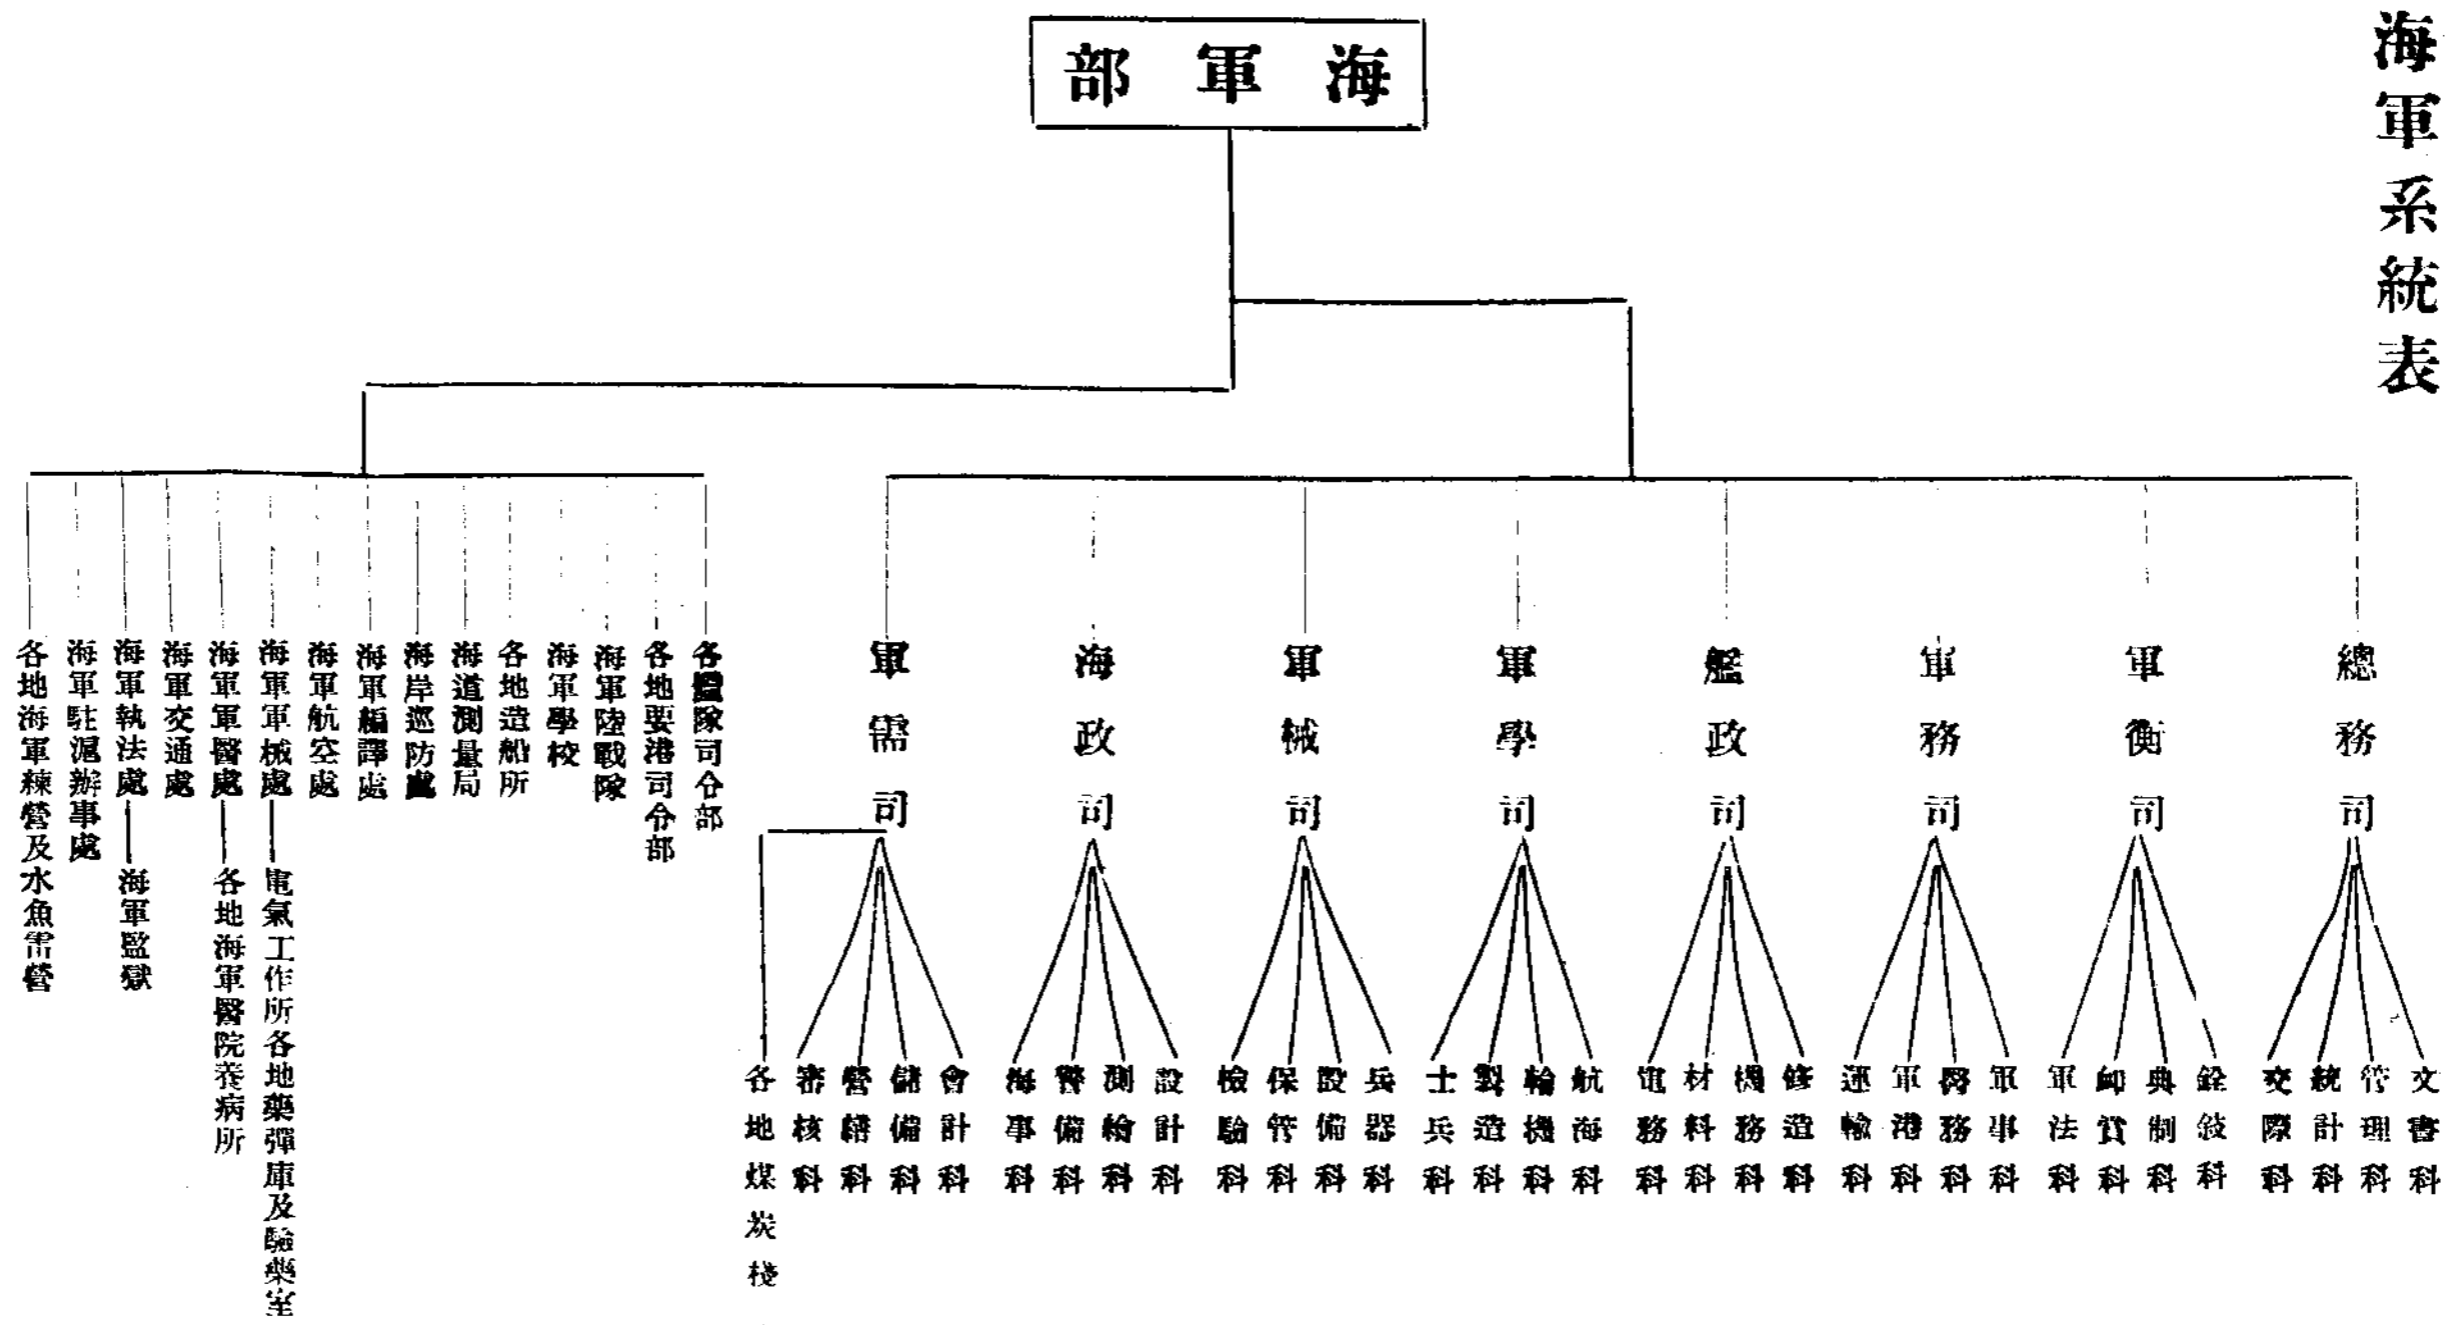 海軍系統表
海軍部
總務司
軍衡司
軍務司
艦政司
軍學司
軍械司
海政司
軍需司
文書科
管理科
統計科
交際科
銓敍科
典制科
卹賞科
軍法科
軍事科
醫務科
軍港科
運輸科
修造科
機務科
材料科
電務科
航海科
輪機科
製造科
士兵科
兵器科
設備科
保管科
檢驗科
設計科
測繪科
警備科
海事科
會計科
儲備科
營繕科
審核科
各地煤炭棧
各艦隊司令部
各地要港司令部
海軍陸戰隊
海軍學校
各地造船所
海道測量局
海岸巡防處
海軍編譯處
海軍航空處
海軍軍械處
電氣工作所各地藥彈庫及驗藥室
海軍軍醫處
各地海軍醫院養病所
海軍交通處
海軍執法處
海軍監獄
海軍駐滬辦事處
各地海軍練營及水魚雷營